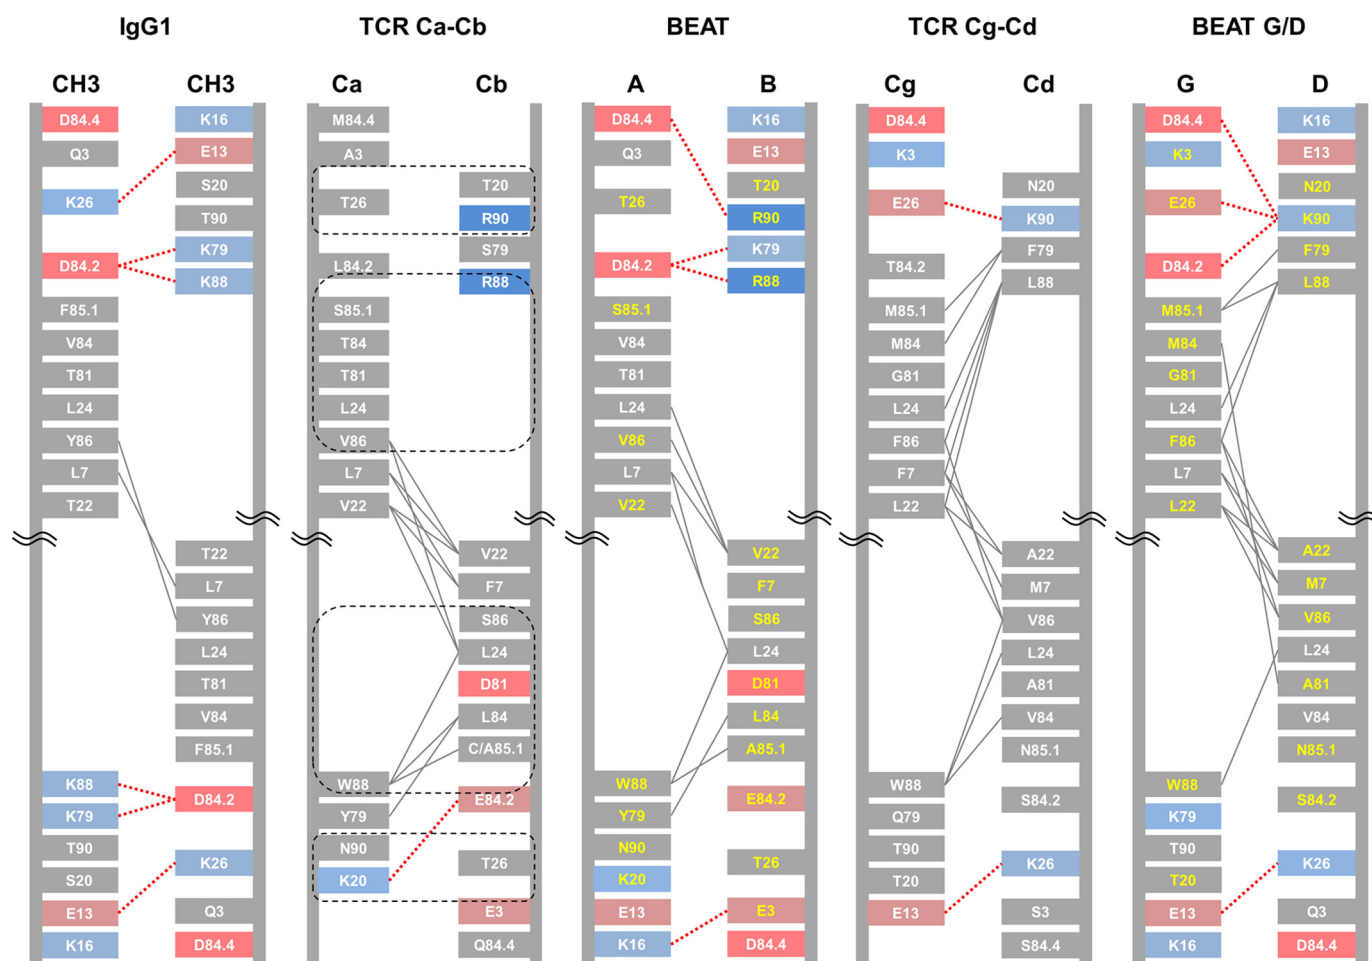 IgG1
CH3
CH3
D84.4
Q3
K26
D84.2
F85.1
V84
T81
L24
Y86
L7
T22
K88
K79
T90
S20
E13
K16
K16
E13
S20
T90
K79
K88
T22
L7
Y86
L24
T81
V84
F85.1
D84.2
K26
Q3
D84.4
TCR Ca-Cb
Ca
Cb
M84.4
A3
T26
L84.2
S85.1
T84
T81
L24
V86
L7
V22
W88
Y79
N90
K20
T20
R90
S79
R88
V22
F7
S86
L24
D81
L84
C/A85.1
E84.2
T26
E3
Q84.4
BEAT
A
B
D84.4
Q3
T26
D84.2
S85.1
V84
T81
L24
V86
L7
V22
W88
Y79
N90
K20
E13
K16
K16
E13
T20
R90
K79
R88
V22
F7
S86
L24
D81
L84
A85.1
E84.2
T26
E3
D84.4
TCR Cg-Cd
Cg
Cd
D84.4
K3
E26
T84.2
M85.1
M84
G81
L24
F86
F7
L22
W88
Q79
T90
T20
E13
N20
K90
F79
L88
A22
M7
V86
L24
A81
V84
N85.1
S84.2
K26
S3
S84.4
BEAT G/D
G
D
D84.4
K3
E26
D84.2
M85.1
M84
G81
L24
F86
L7
L22
W88
K79
T90
T20
E13
K16
K16
E13
N20
K90
F79
L88
A22
M7
V86
L24
A81
V84
N85.1
S84.2
K26
Q3
D84.4